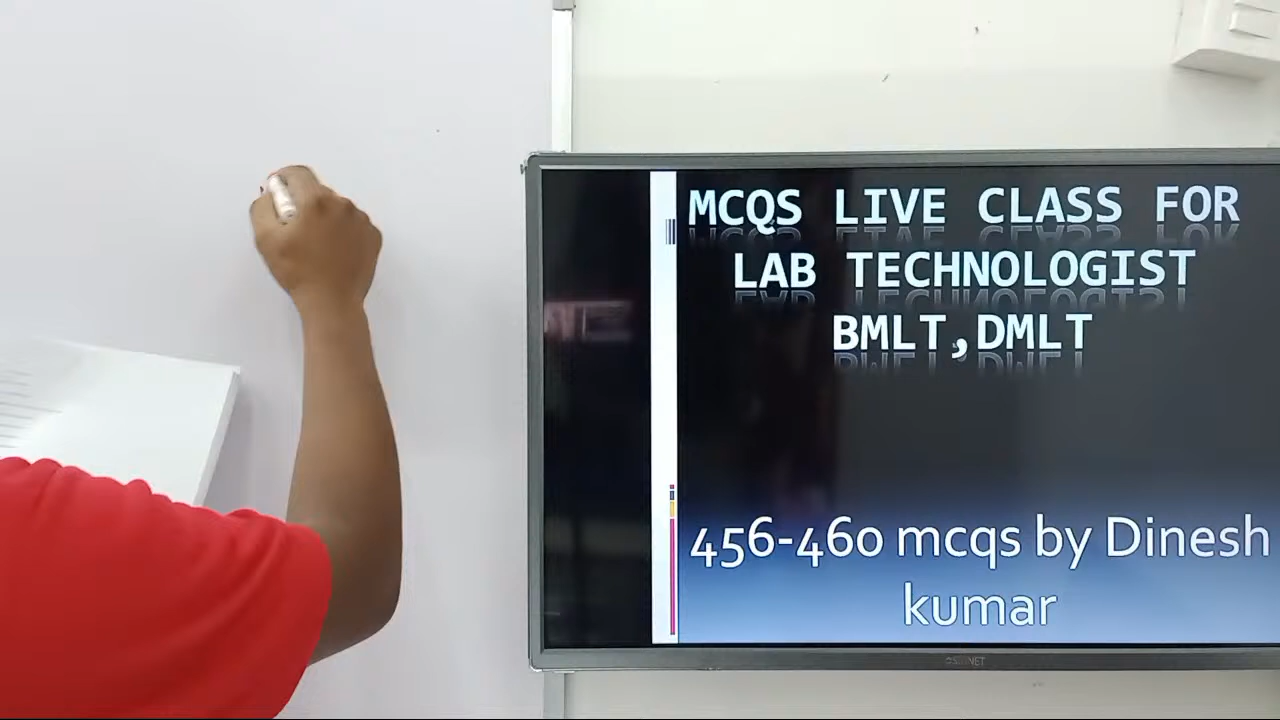 MCQS LIVE CLASS FOR
LAB TECHNOLOGIST
BMLT,DMLT
456-460 mcqs by Dinesh
kumar